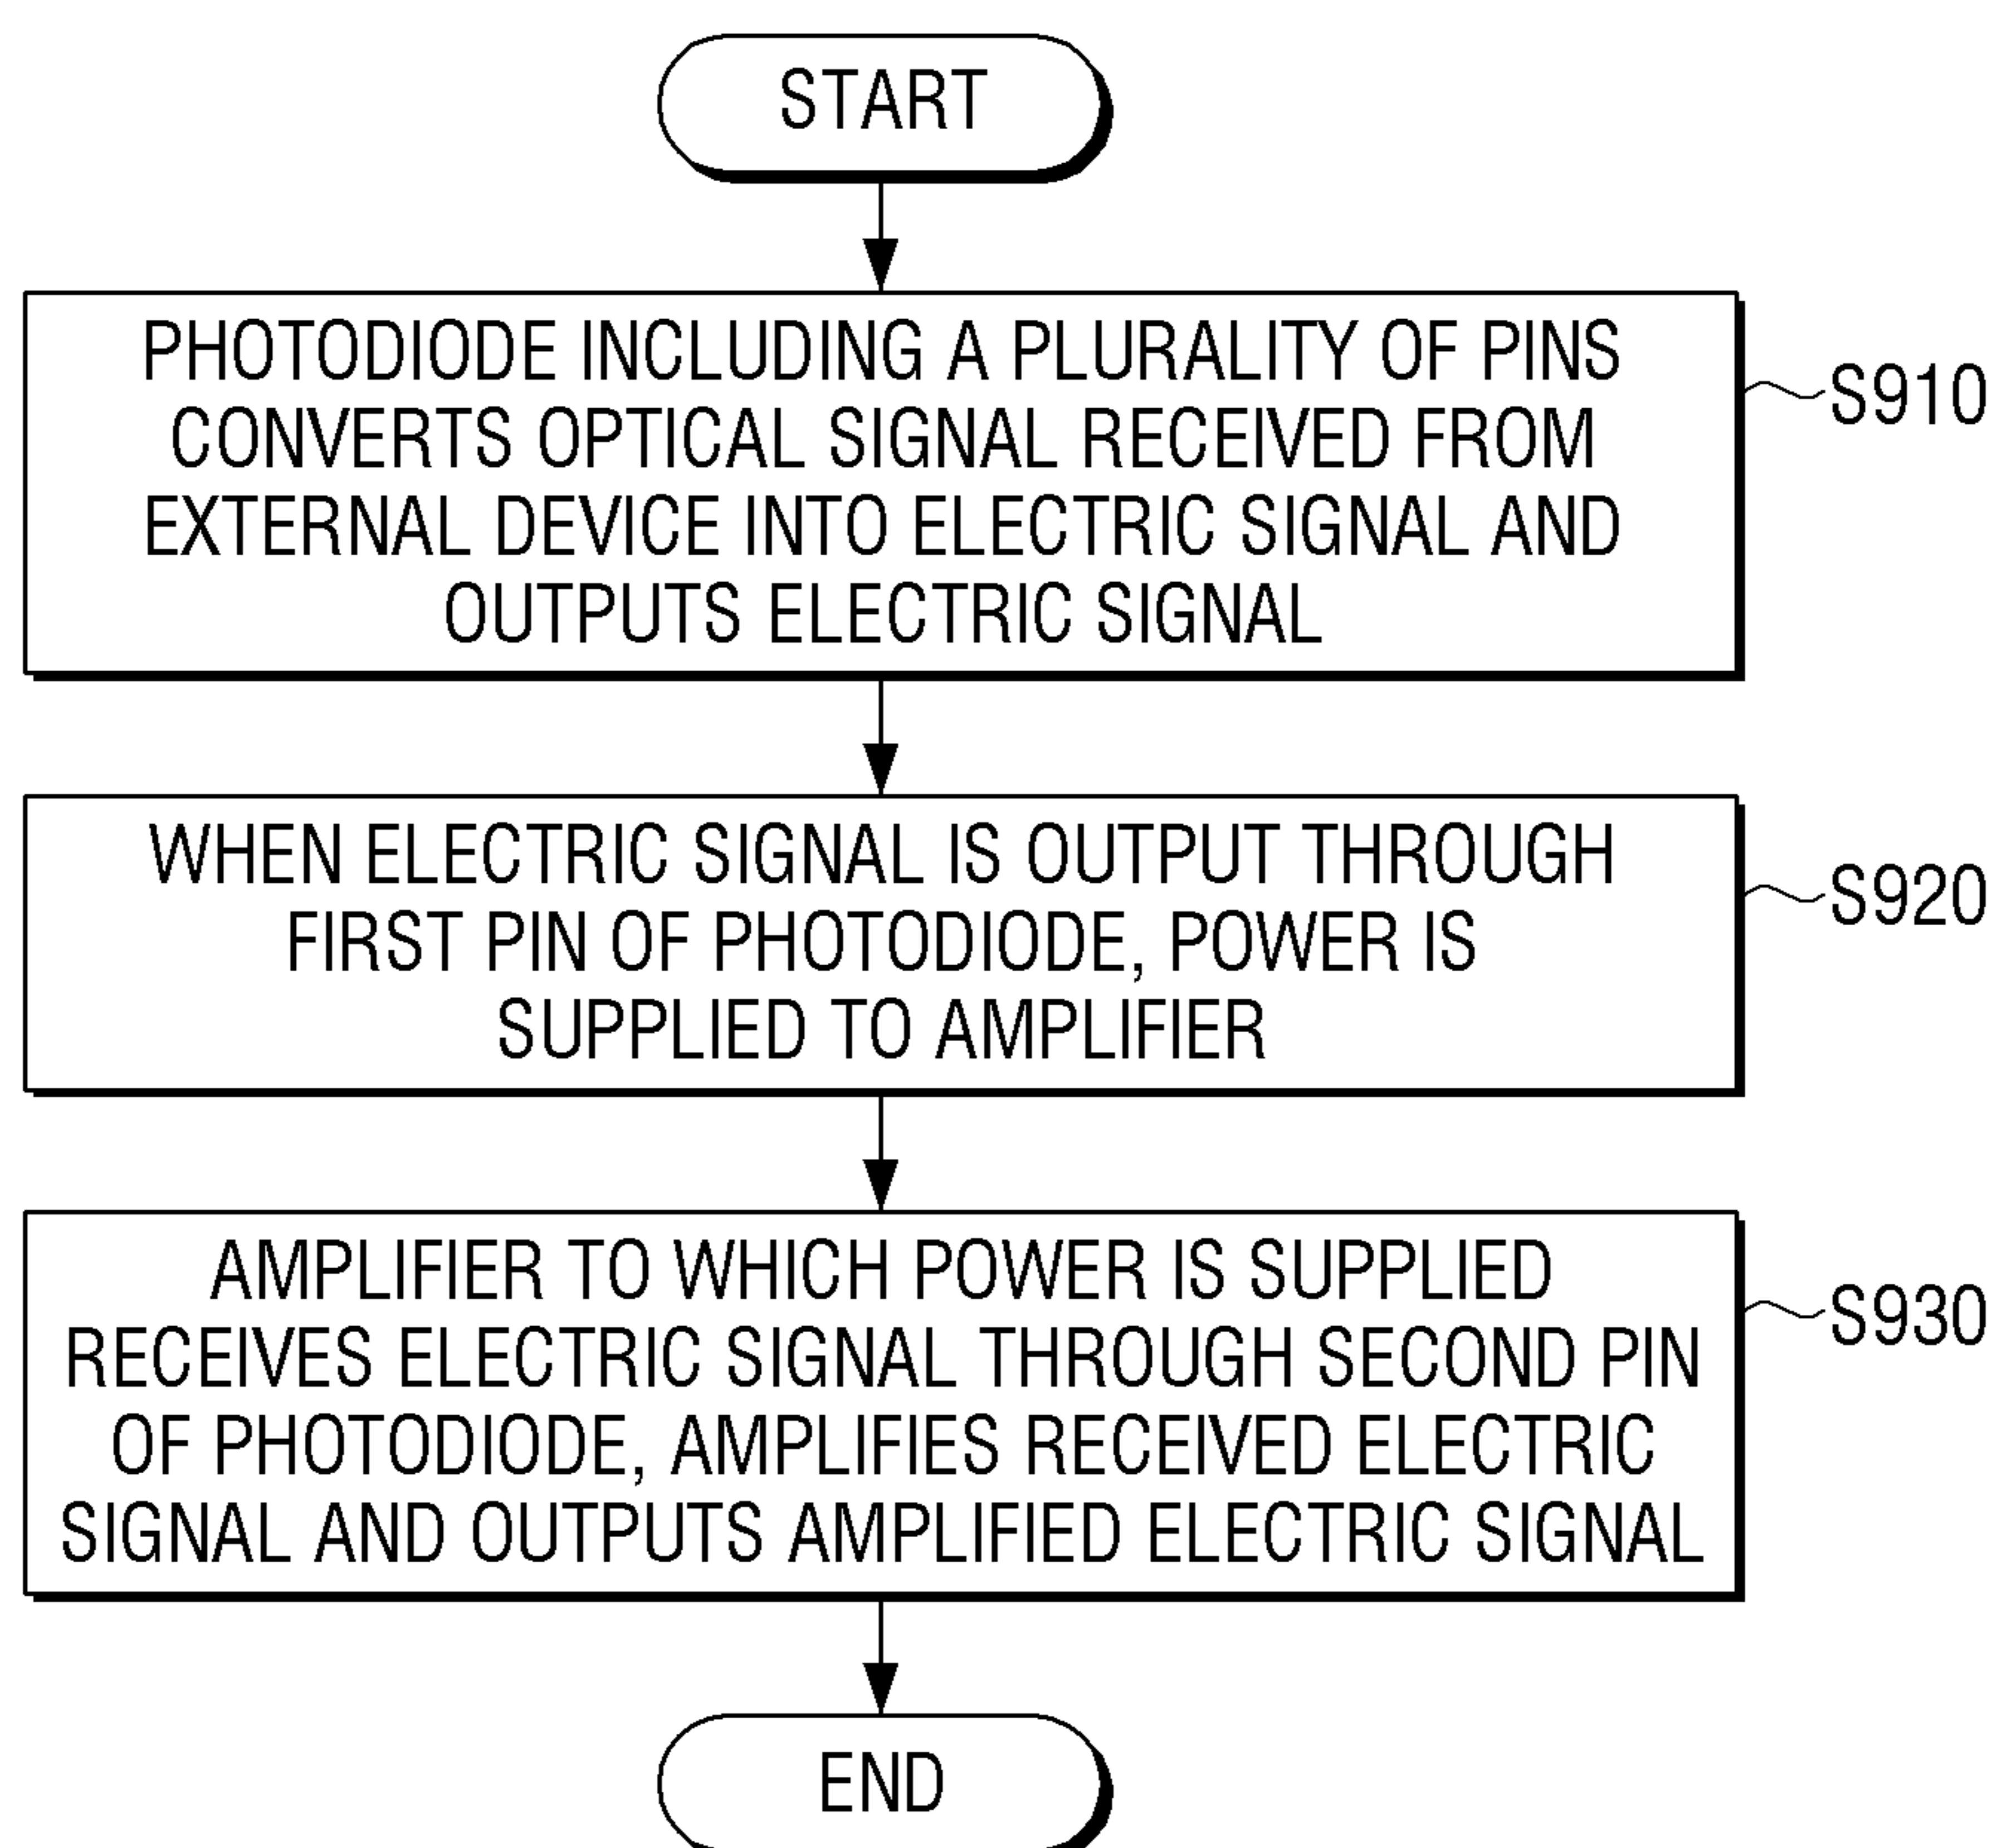 START
PHOTODIODE INCLUDING A PLURALITY OF PINS
CONVERTS OPTICAL SIGNAL RECEIVED FROM
EXTERNAL DEVICE INTO ELECTRIC SIGNAL AND
OUTPUTS ELECTRIC SIGNAL
S910
WHEN ELECTRIC SIGNAL IS OUTPUT THROUGH
FIRST PIN OF PHOTODIODE, POWER IS
SUPPLIED TO AMPLIFIER
S920
AMPLIFIER TO WHICH POWER IS SUPPLIED
RECEIVES ELECTRIC SIGNAL THROUGH SECOND PIN
OF PHOTODIODE, AMPLIFIES RECEIVED ELECTRIC
SIGNAL AND OUTPUTS AMPLIFIED ELECTRIC SIGNAL
S930
END